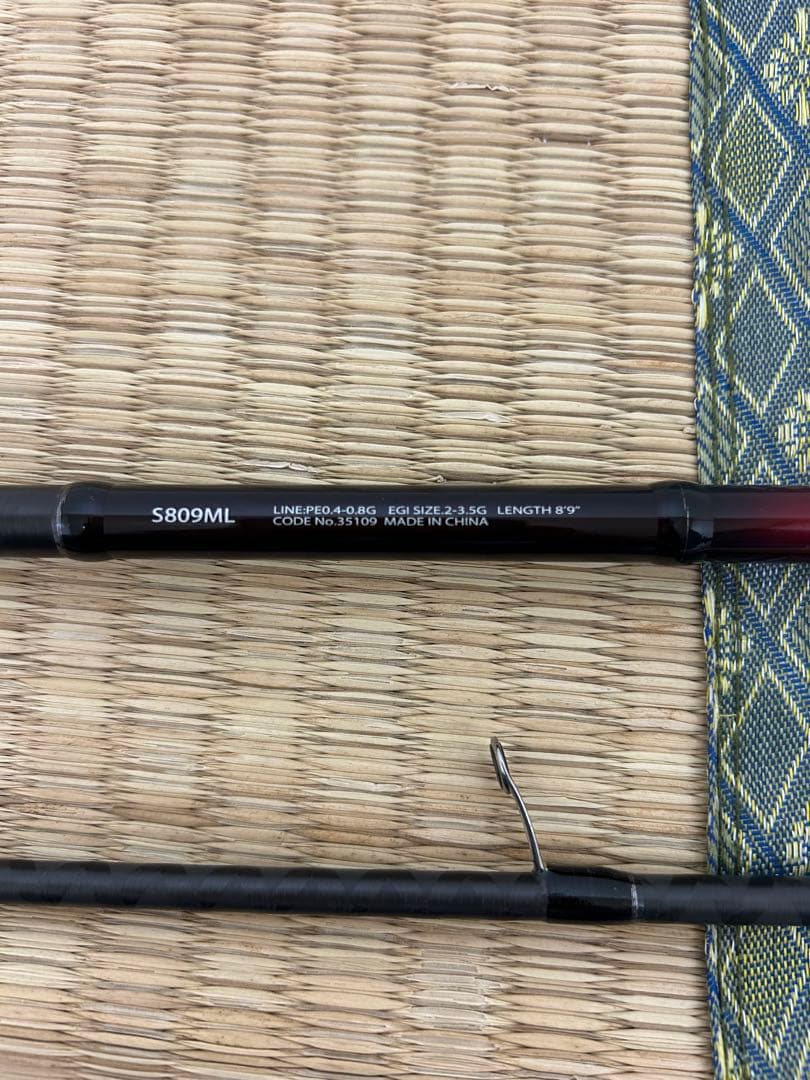 S809ML
LINE:PE0.4-0.8G EGI SIZE.2-3.5G LENGTH 8'9"
CODE No.35109 MADE IN CHINA